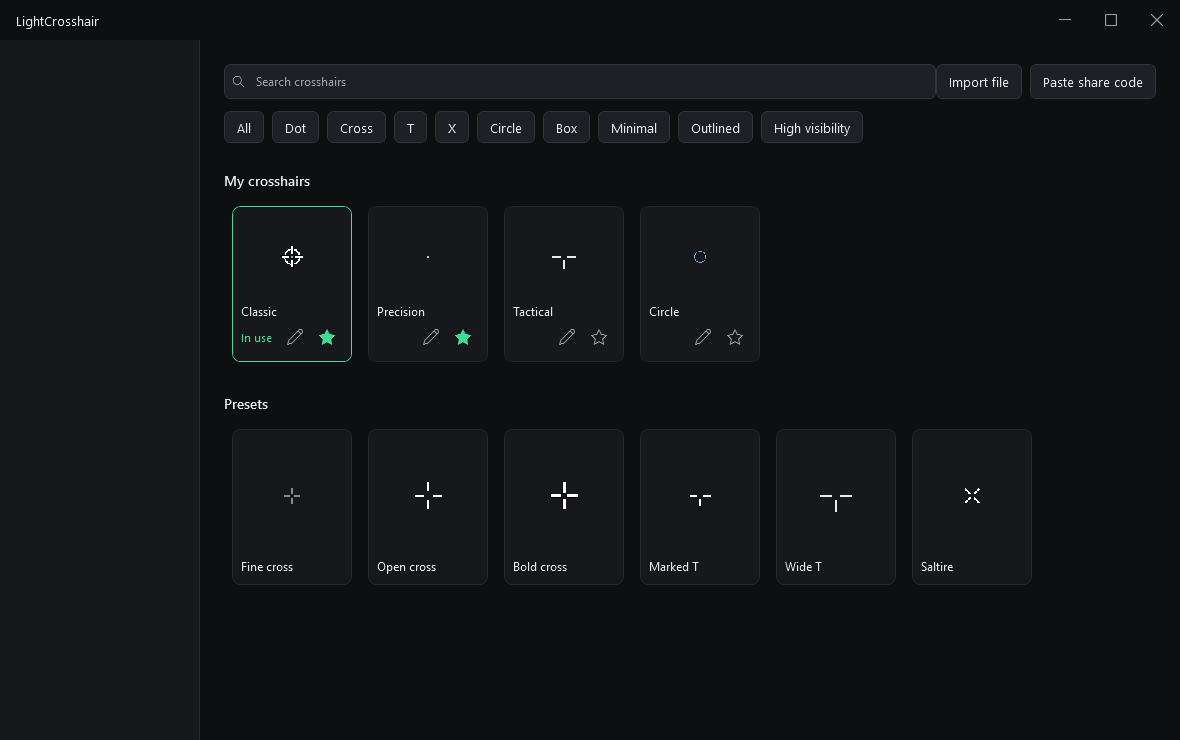 LightCrosshair
Search crosshairs
Import file
Paste share code
All
Dot
Cross
T
X
Circle
Box
Minimal
Outlined
High visibility
My crosshairs
Classic
In use
Precision
Tactical
Circle
Presets
Fine cross
Open cross
Bold cross
Marked T
Wide T
Saltire